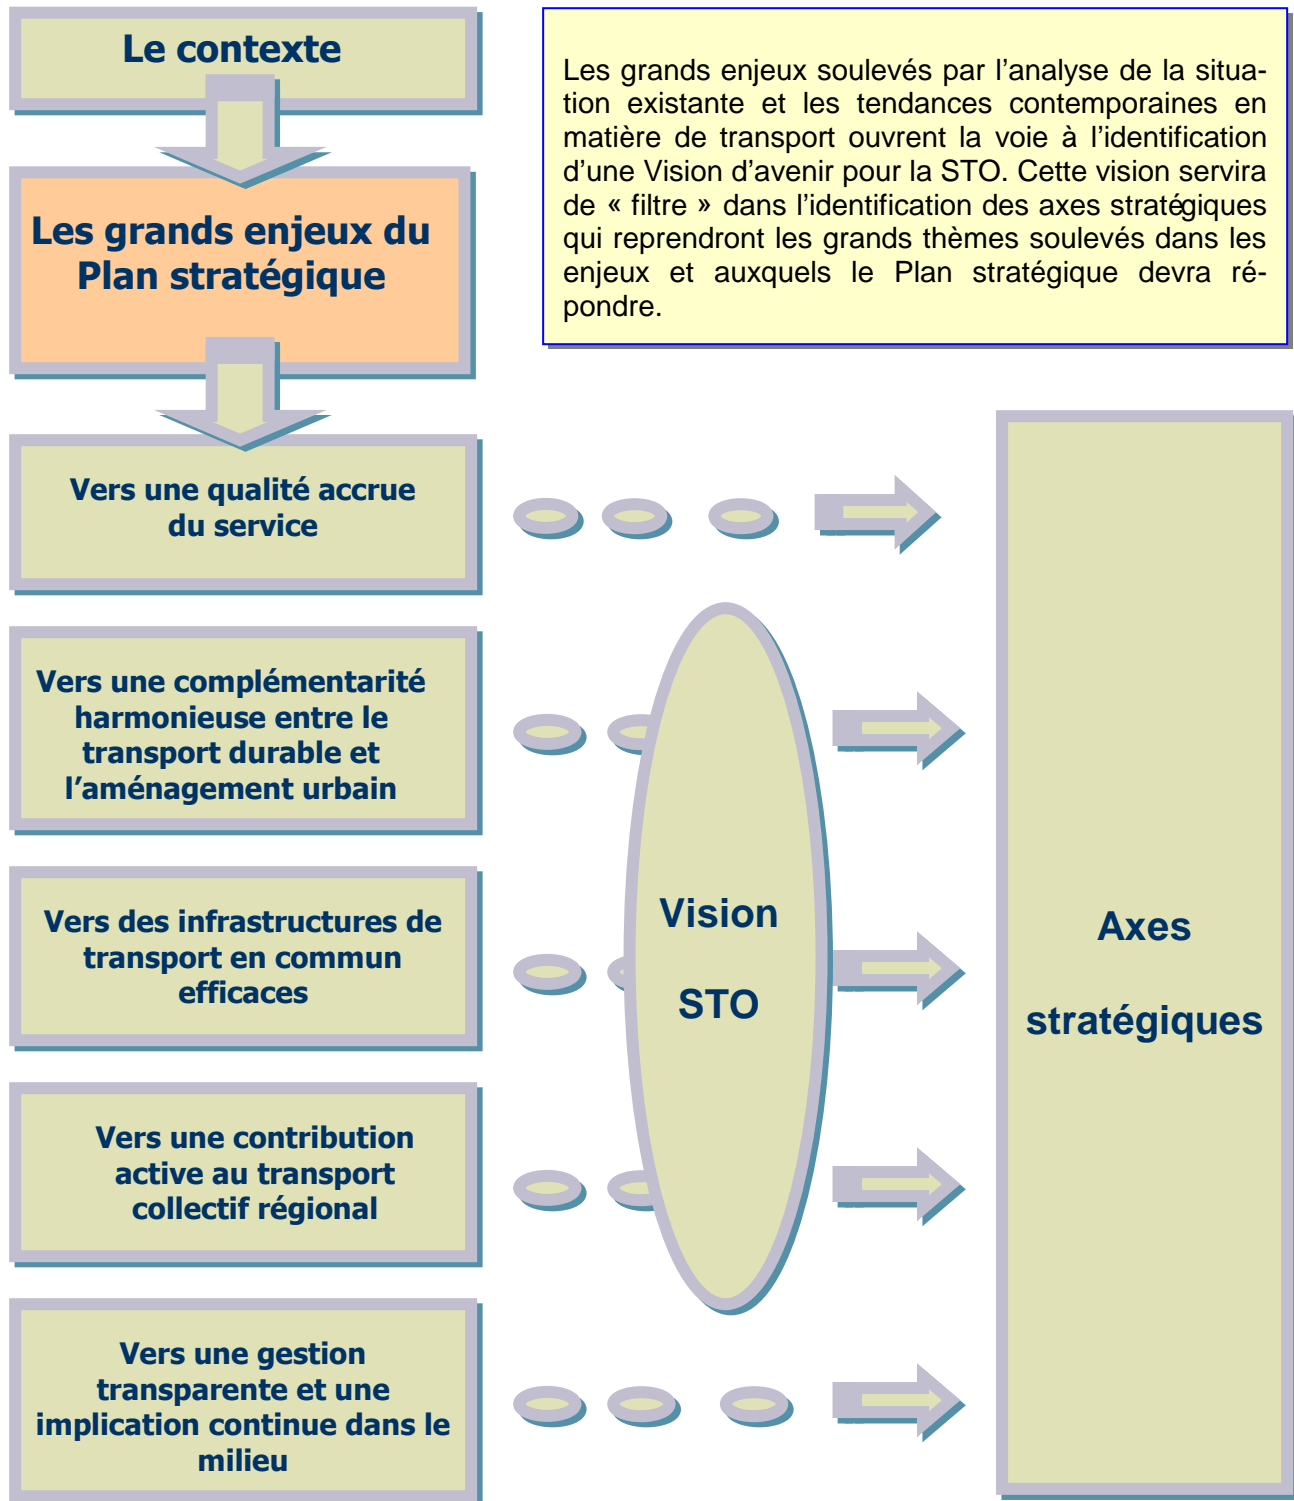 Le contexte
Les grands enjeux soulevés par l’analyse de la situa-
tion existante et les tendances contemporaines en
matière de transport ouvrent la voie à l’identification
d’une Vision d’avenir pour la STO. Cette vision servira
de « filtre » dans l’identification des axes stratégiques
qui reprendront les grands thèmes soulevés dans les
enjeux et auxquels le Plan stratégique devra ré-
pondre.
Les grands enjeux du
Plan stratégique
Vers une qualité accrue
du service
Vers une complémentarité
harmonieuse entre le
transport durable et
l’aménagement urbain
Vers des infrastructures de
transport en commun
efficaces
Vers une contribution
active au transport
collectif régional
Vers une gestion
transparente et une
implication continue dans le
milieu
Vision
STO
Axes
stratégiques